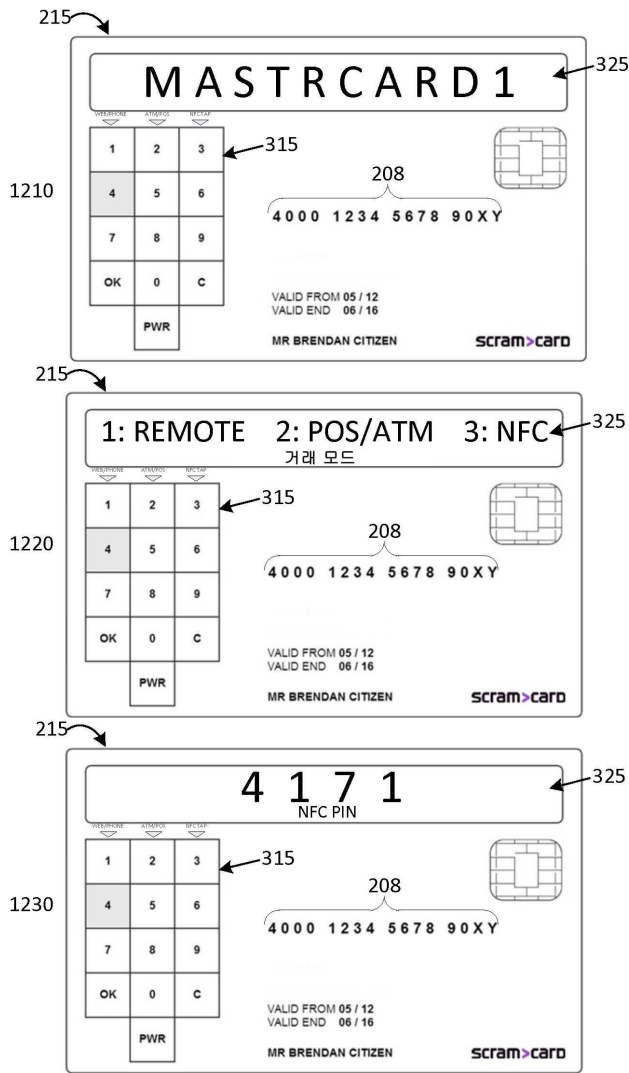 215
MASTRCARD1
325
WEB/PHONE ATM/POS NFC TAP
1 2 3
315
208
1210
4 5 6
4000 1234 5678 90XY
7 8 9
OK 0 C
VALID FROM 05 / 12
VALID END 06 / 16
PWR
MR BRENDAN CITIZEN
scram>card
215
1: REMOTE 2: POS/ATM 3: NFC
325
거래 모드
WEB/PHONE ATM/POS NFC TAP
1 2 3
315
208
1220
4 5 6
4000 1234 5678 90XY
7 8 9
OK 0 C
VALID FROM 05 / 12
VALID END 06 / 16
PWR
MR BRENDAN CITIZEN
scram>card
215
4 1 7 1
325
NFC PIN
WEB/PHONE ATM/POS NFC TAP
1 2 3
315
208
1230
4 5 6
4000 1234 5678 90XY
7 8 9
OK 0 C
VALID FROM 05 / 12
VALID END 06 / 16
PWR
MR BRENDAN CITIZEN
scram>card